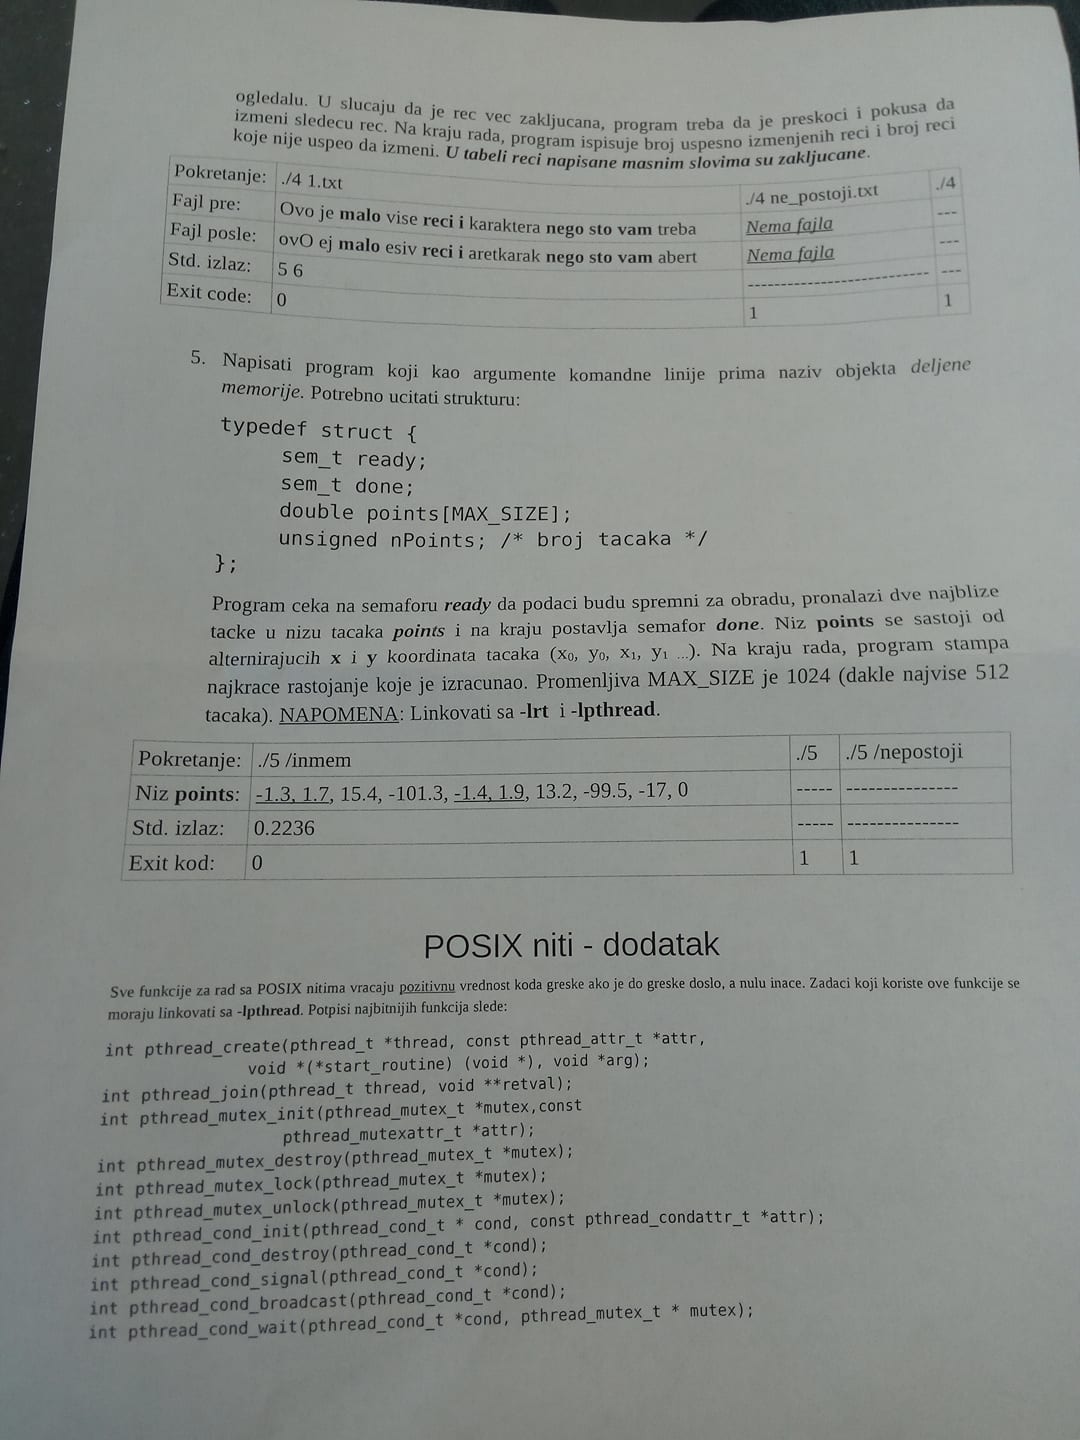 ogledalu. U slucaju da je rec vec zakljucana, program treba da je preskoci i pokusa da
izmeni sledecu rec. Na kraju rada, program ispisuje broj uspesno izmenjenih reci i broj reci
koje nije uspeo da izmeni. U tabeli reci napisane masnim slovima su zakljucane.
Pokretanje: ./4 1.txt ./4 ne_postoji.txt ./4
Fajl pre: Ovo je malo vise reci i karaktera nego sto vam treba Nema fajla ---
Fajl posle: ovO ej malo esiv reci i aretkarak nego sto vam abert Nema fajla ---
Std. izlaz: 5 6 ---------------------------- ---
Exit code: 0 1 1
5. Napisati program koji kao argumente komandne linije prima naziv objekta deljene
memorije. Potrebno ucitati strukturu:
typedef struct {
sem_t ready;
sem_t done;
double points[MAX_SIZE];
unsigned nPoints; /* broj tacaka */
};
Program ceka na semaforu ready da podaci budu spremni za obradu, pronalazi dve najblize
tacke u nizu tacaka points i na kraju postavlja semafor done. Niz points se sastoji od
alternirajucih x i y koordinata tacaka (x0, y0, x1, y1 ...). Na kraju rada, program stampa
najkrace rastojanje koje je izracunao. Promenljiva MAX_SIZE je 1024 (dakle najvise 512
tacaka). NAPOMENA: Linkovati sa -lrt i -lpthread.
Pokretanje: ./5 /inmem ./5 ./5 /nepostoji
Niz points: -1.3, 1.7, 15.4, -101.3, -1.4, 1.9, 13.2, -99.5, -17, 0 ----- ---------------
Std. izlaz: 0.2236 ----- ---------------
Exit kod: 0 1 1
POSIX niti - dodatak
Sve funkcije za rad sa POSIX nitima vracaju pozitivnu vrednost koda greske ako je do greske doslo, a nulu inace. Zadaci koji koriste ove funkcije se
moraju linkovati sa -lpthread. Potpisi najbitnijih funkcija slede:
int pthread_create(pthread_t *thread, const pthread_attr_t *attr,
void *(*start_routine) (void *), void *arg);
int pthread_join(pthread_t thread, void **retval);
int pthread_mutex_init(pthread_mutex_t *mutex,const
pthread_mutexattr_t *attr);
int pthread_mutex_destroy(pthread_mutex_t *mutex);
int pthread_mutex_lock(pthread_mutex_t *mutex);
int pthread_mutex_unlock(pthread_mutex_t *mutex);
int pthread_cond_init(pthread_cond_t * cond, const pthread_condattr_t *attr);
int pthread_cond_destroy(pthread_cond_t *cond);
int pthread_cond_signal(pthread_cond_t *cond);
int pthread_cond_broadcast(pthread_cond_t *cond);
int pthread_cond_wait(pthread_cond_t *cond, pthread_mutex_t * mutex);